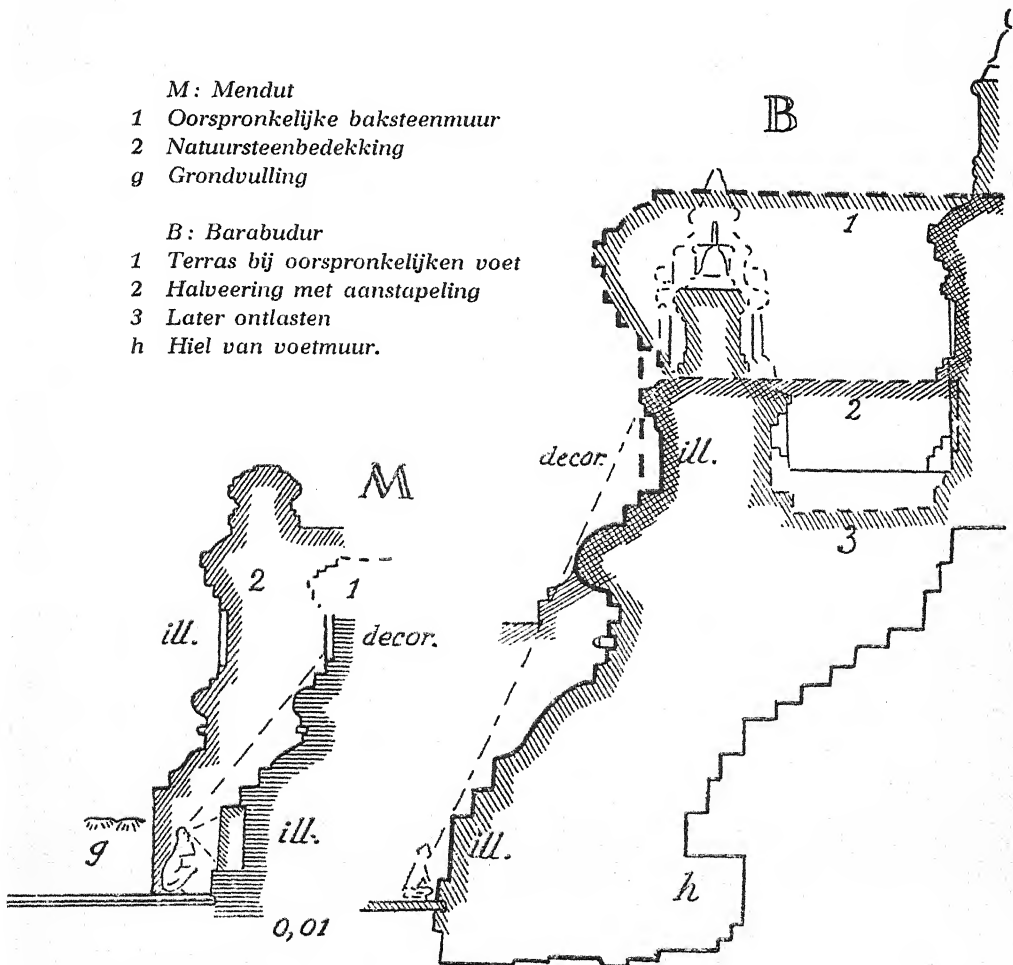 M: Mendut
1 Oorspronkelijke baksteenmuur
2 Natuursteenbedekking
g Grondvulling
B: Barabudur
1 Terras bij oorspronkelijken voet
2 Halveering met aanstapeling
3 Later ontlasten
h Hiel van voetmuur.
B
1
2
decor.
ill.
3
M
2
1
ill.
decor.
ill.
g
ill.
h
0,01